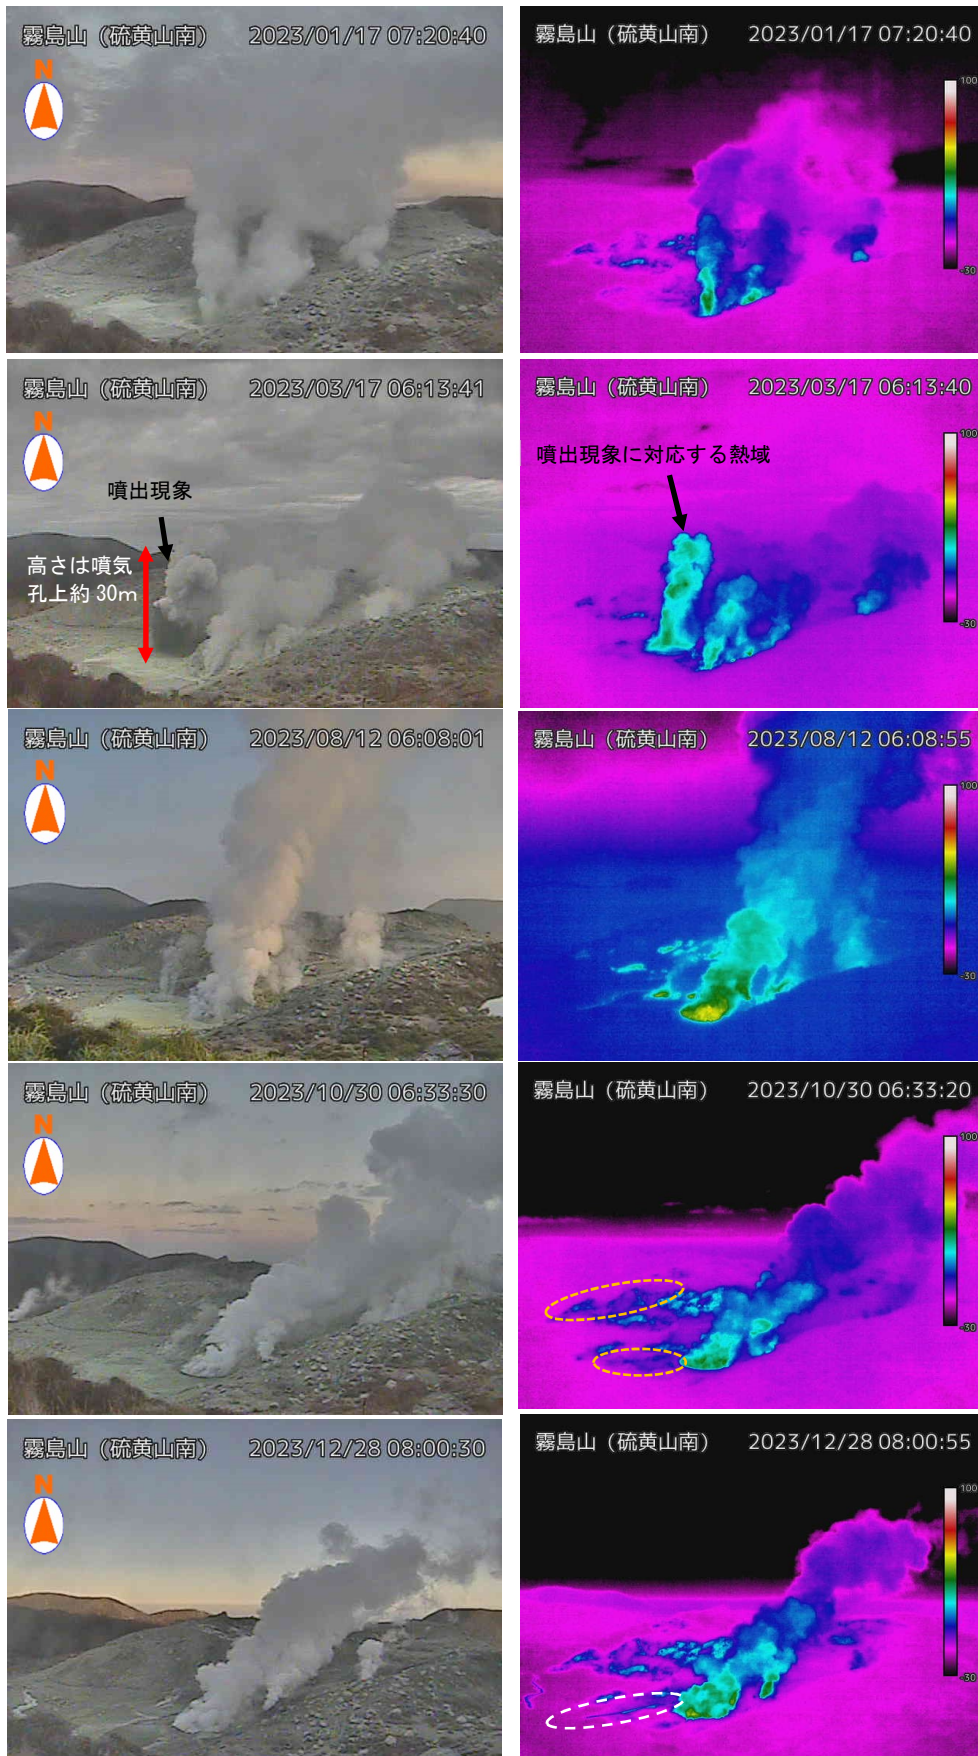 霧島山（硫黄山南） 2023/01/17 07:20:40
N
霧島山（硫黄山南） 2023/01/17 07:20:40
100
-30
霧島山（硫黄山南） 2023/03/17 06:13:41
N
噴出現象
高さは噴気
孔上約 30m
霧島山（硫黄山南） 2023/03/17 06:13:40
噴出現象に対応する熱域
100
-30
霧島山（硫黄山南） 2023/08/12 06:08:01
N
霧島山（硫黄山南） 2023/08/12 06:08:55
100
-30
霧島山（硫黄山南） 2023/10/30 06:33:30
N
霧島山（硫黄山南） 2023/10/30 06:33:20
100
-30
霧島山（硫黄山南） 2023/12/28 08:00:30
N
霧島山（硫黄山南） 2023/12/28 08:00:55
100
-30